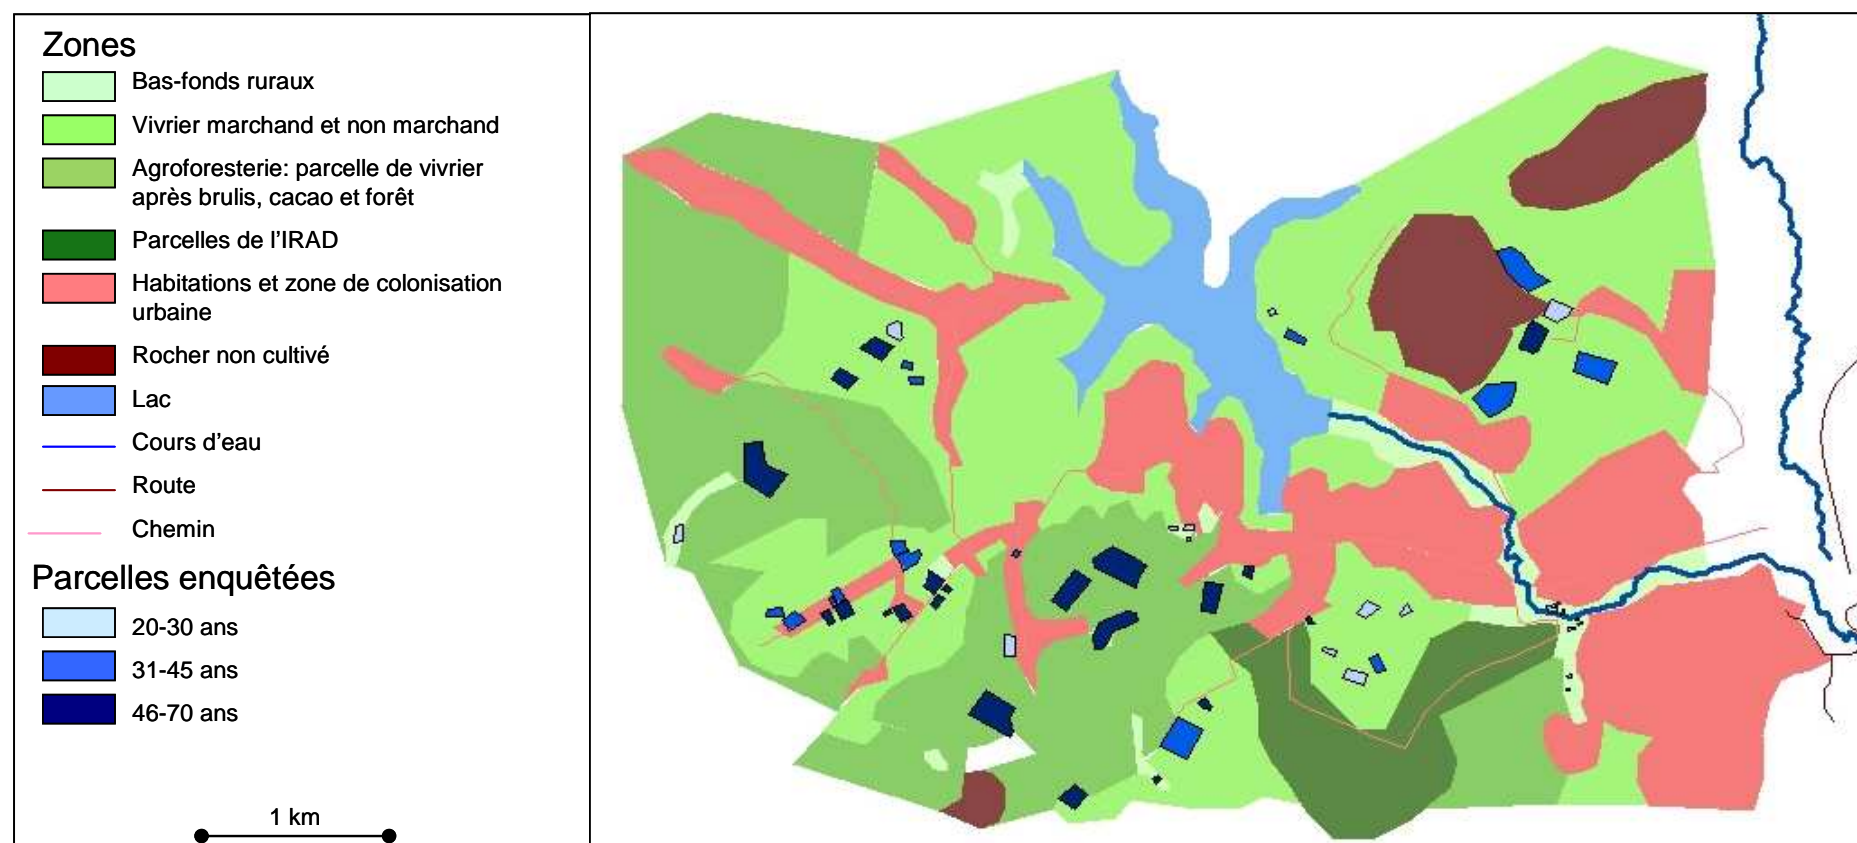 Zones
Bas-fonds ruraux
Vivrier marchand et non marchand
Agroforesterie: parcelle de vivrier
après brulis, cacao et forêt
Parcelles de l'IRAD
Habitations et zone de colonisation
urbaine
Rocher non cultivé
Lac
Cours d'eau
Route
Chemin
Parcelles enquêtées
20-30 ans
31-45 ans
46-70 ans
1 km